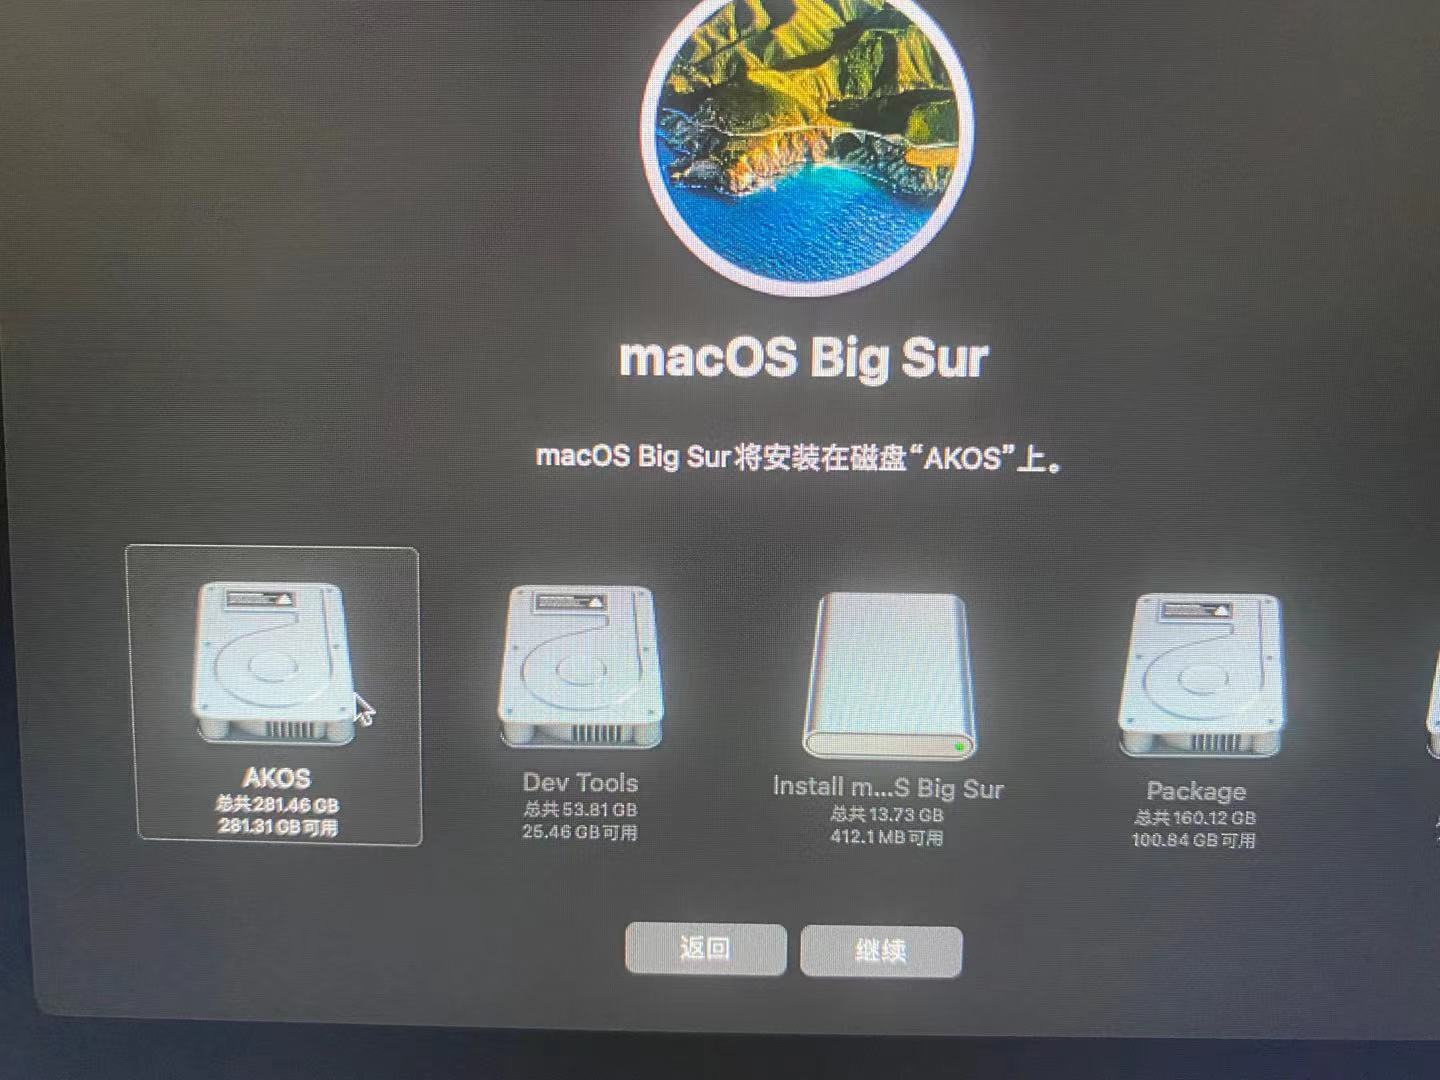 macOS Big Sur
macOS Big Sur将安装在磁盘“AKOS”上。
AKOS
总共281.46 GB
281.31 GB可用
Dev Tools
总共53.81 GB
25.46 GB可用
Install m...S Big Sur
总共13.73 GB
412.1 MB可用
Package
总共160.12 GB
100.84 GB可用
返回
继续